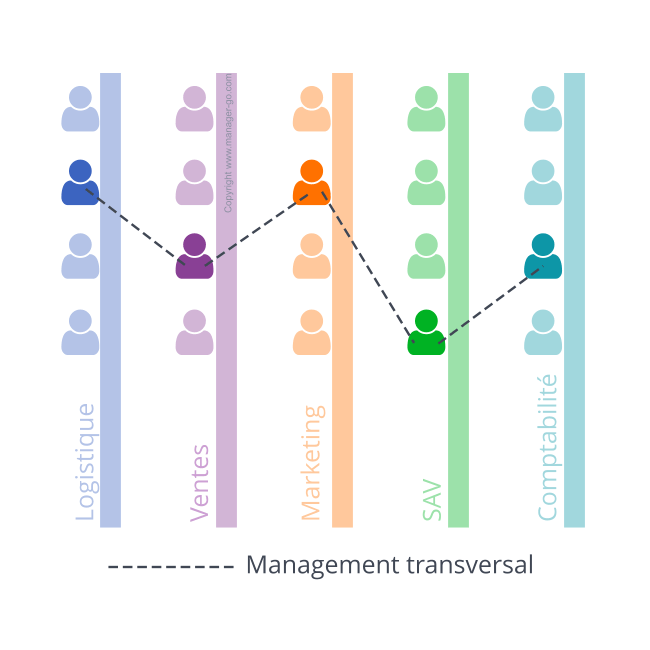 Copyright www.manager-go.com
Logistique
Ventes
Marketing
SAV
Comptabilité
Management transversal